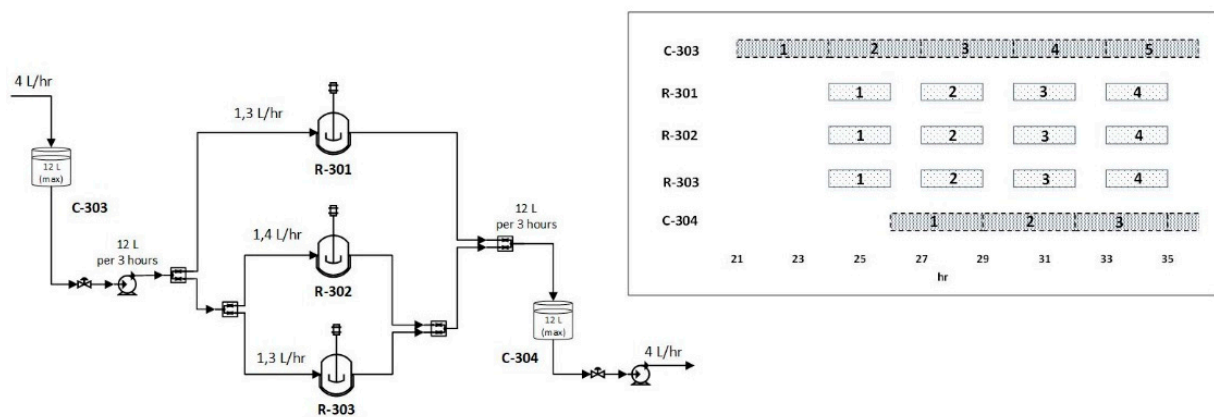 4 L/hr
12 L
(max)
C-303
12 L
per 3 hours
1,3 L/hr
R-301
1,4 L/hr
R-302
1,3 L/hr
R-303
12 L
per 3 hours
12 L
(max)
C-304
4 L/hr
C-303 1 2 3 4 5
R-301 1 2 3 4
R-302 1 2 3 4
R-303 1 2 3 4
C-304 1 2 3
21 23 25 27 29 31 33 35
hr